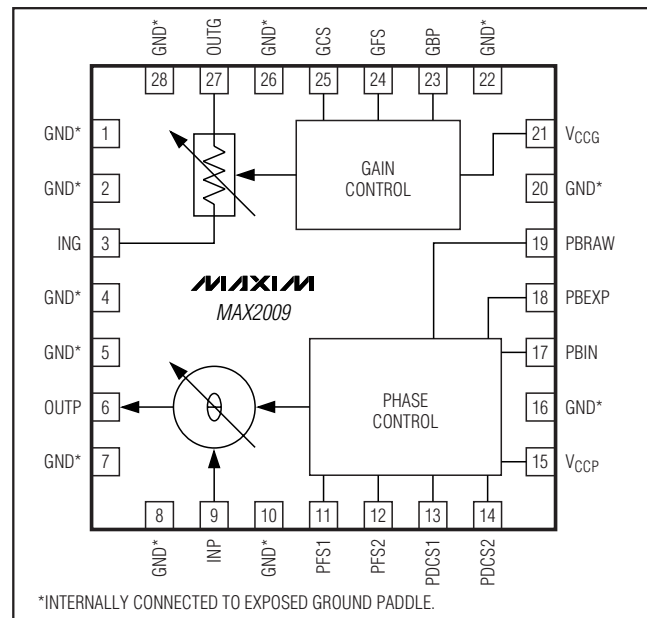 GND*
OUTG
GND*
GCS
GFS
GBP
GND*
28
27
26
25
24
23
22
GND*
1
21
VCCG
GAIN
CONTROL
GND*
2
20
GND*
ING
3
19
PBRAW
MAXIM
MAX2009
GND*
4
18
PBEXP
GND*
5
17
PBIN
PHASE
CONTROL
OUTP
6
θ
16
GND*
GND*
7
15
VCCP
8
9
10
11
12
13
14
GND*
INP
GND*
PFS1
PFS2
PDCS1
PDCS2
*INTERNALLY CONNECTED TO EXPOSED GROUND PADDLE.